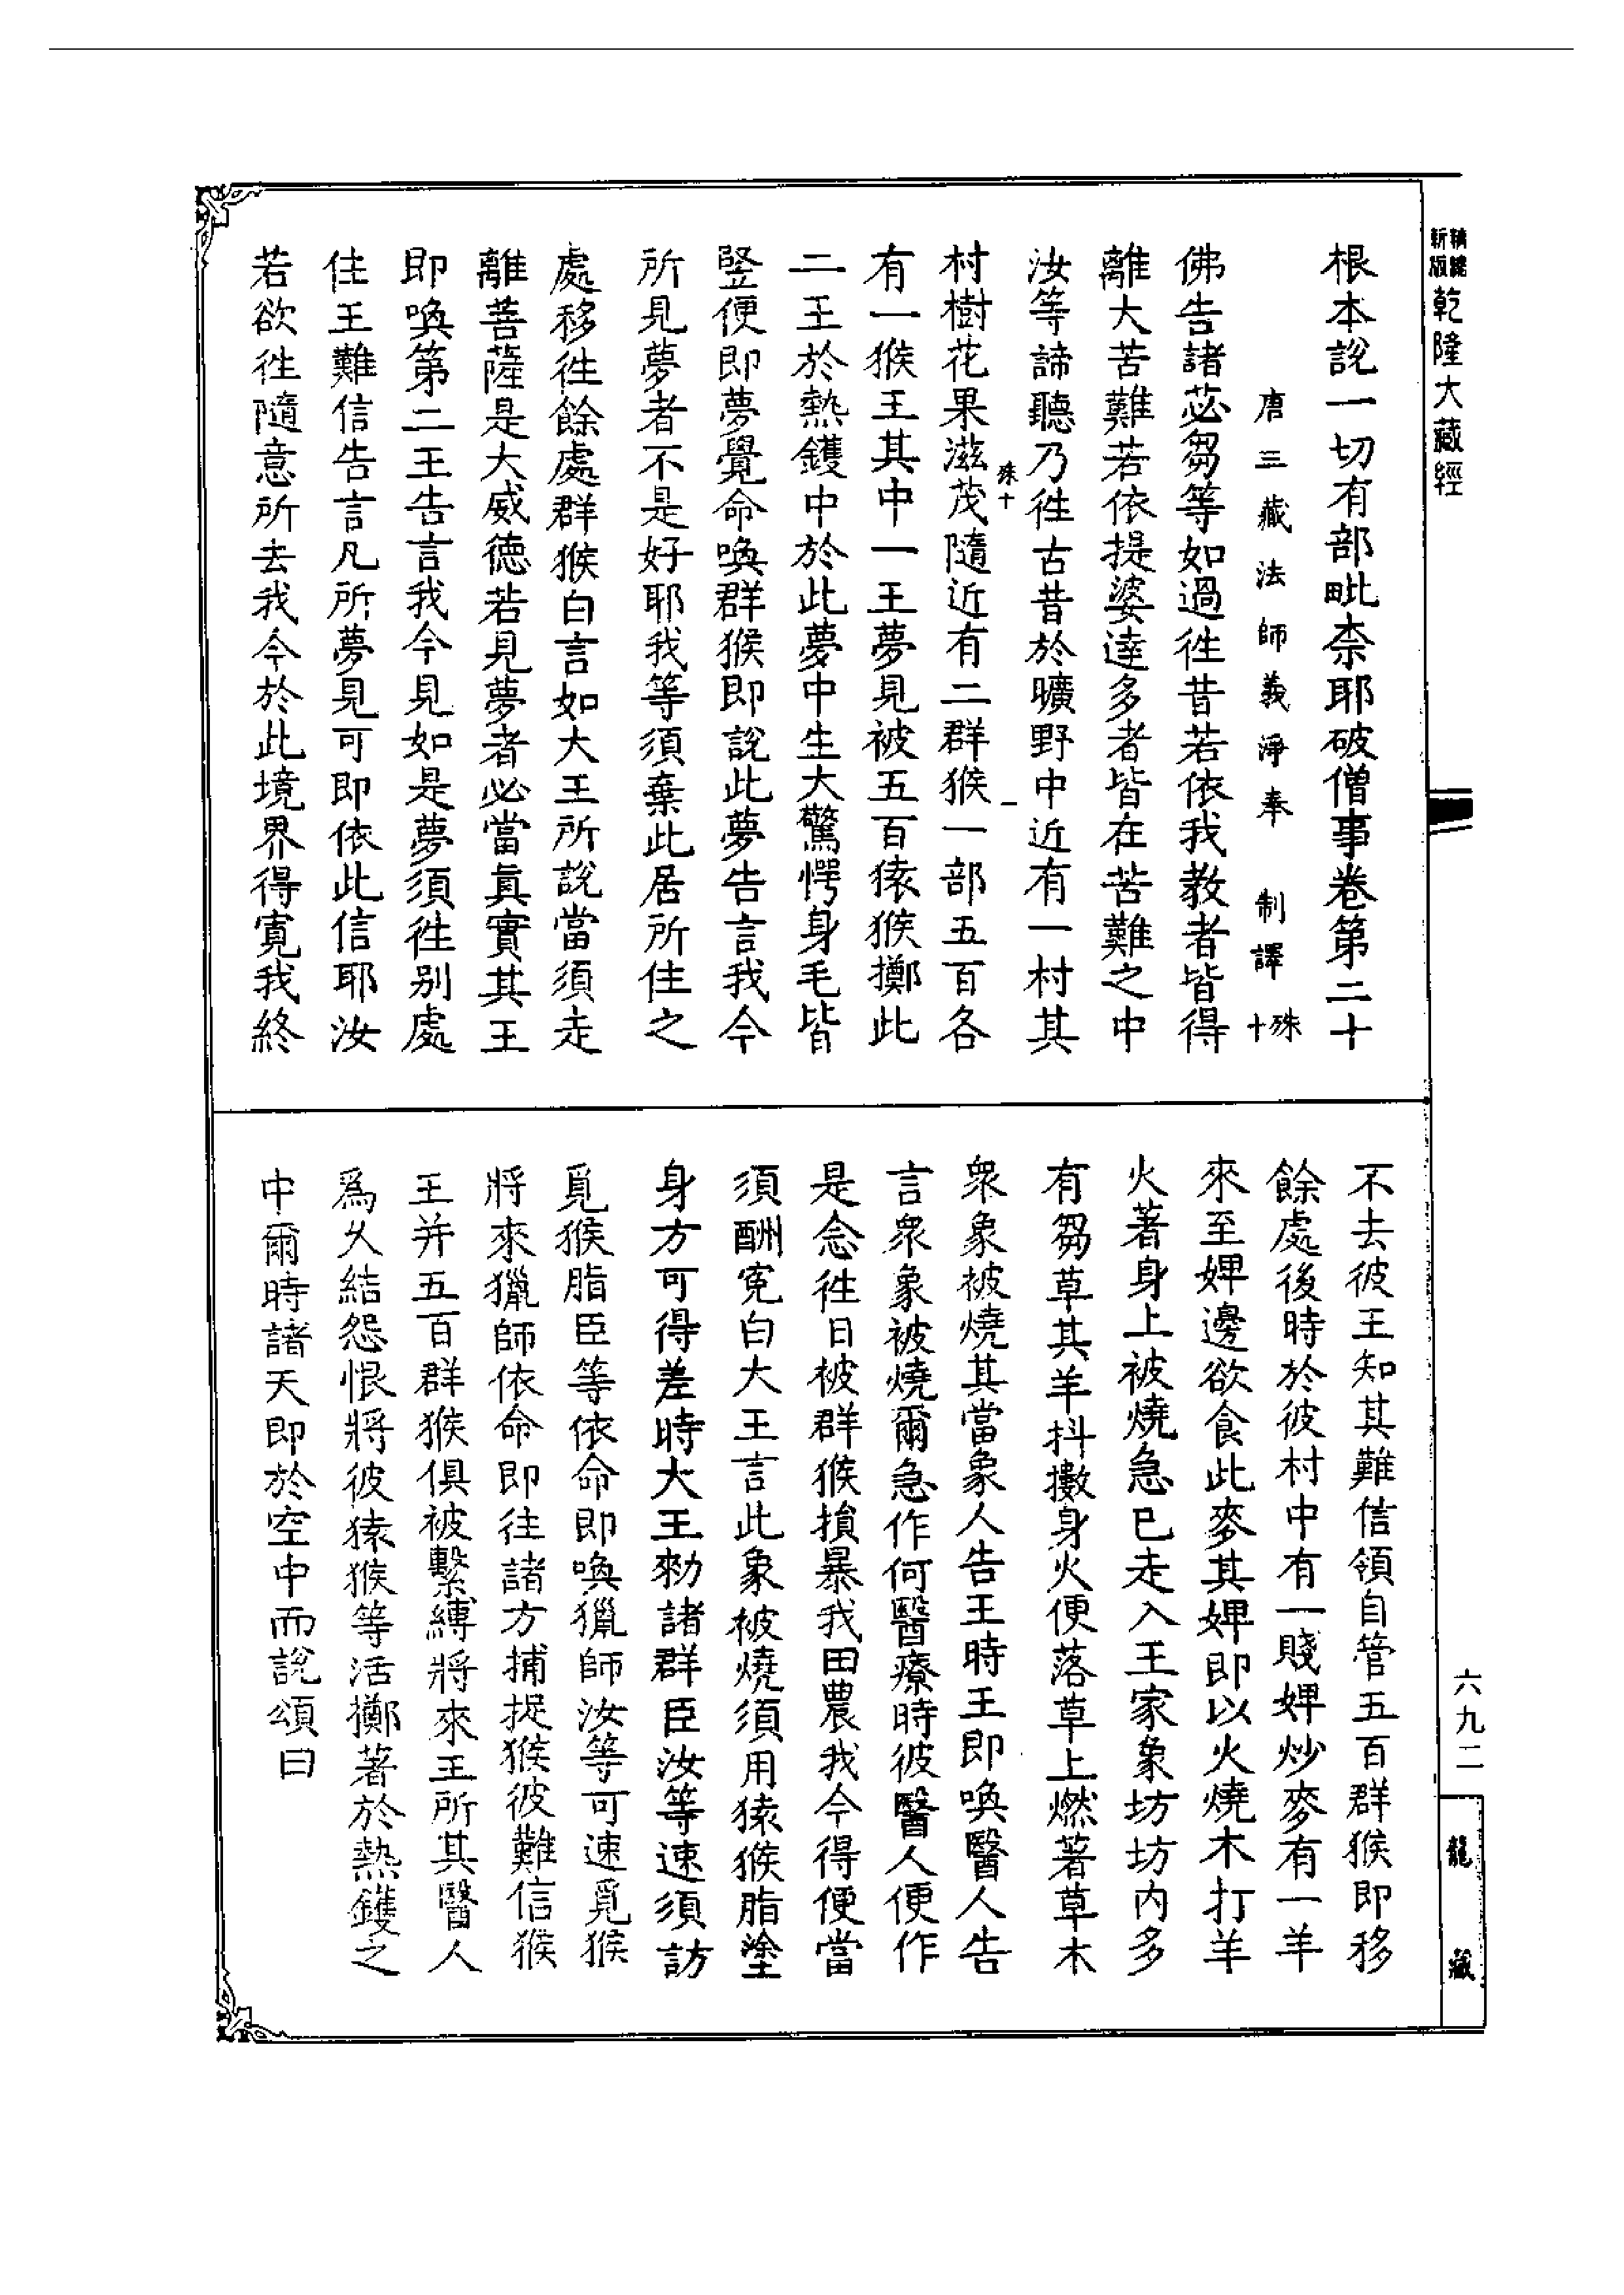 乾隆大藏經
根本說一切有部毗柰耶破僧事卷第二十
唐三藏法師義淨奉 制譯 殊十
佛告諸苾芻等如過徃昔若依我教者皆得
離大苦難若依提婆達多者皆在苦難之中
汝等諦聽乃徃古昔於曠野中近有一村其
殊十 一
村樹花果滋茂隨近有二群猴一部五百各
有一猴王其中一王夢見被五百猿猴擲此
二王於熱鑊中於此夢中生大驚愕身毛皆
竪便即夢覺命喚群猴即說此夢告言我今
所見夢者不是好耶我等須棄此居所住之
處移徃餘處群猴白言如大王所說當須走
離菩薩是大威德若見夢者必當眞實其王
即喚第二王告言我今見如是夢須徃别處
住王難信告言凡所夢見可即依此信耶汝
若欲徃隨意所去我今於此境界得寬我終
不去彼王知其難信領自管五百群猴即移
餘處後時於彼村中有一賤婢炒麥有一羊
來至婢邊欲食此麥其婢即以火燒木打羊
火著身上被燒急已走入王家象坊坊内多
有芻草其羊抖擻身火便落草上燃著草木
衆象被燒其當象人告王時王即喚醫人告
言衆象被燒爾急作何醫療時彼醫人便作
是念徃日被群猴損暴我田農我今得便當
須酬寃白大王言此象被燒須用猿猴脂塗
身方可得差時大王勑諸群臣汝等速須訪
覓猴脂臣等依命即喚獵師汝等可速覓猴
將來獵師依命即往諸方捕捉猴彼難信猴
王并五百群猴俱被繫縛將來王所其醫人
爲乆結怨恨將彼猿猴等活擲著於熱鑊之
中爾時諸天即於空中而說頌曰
六九二
龍藏